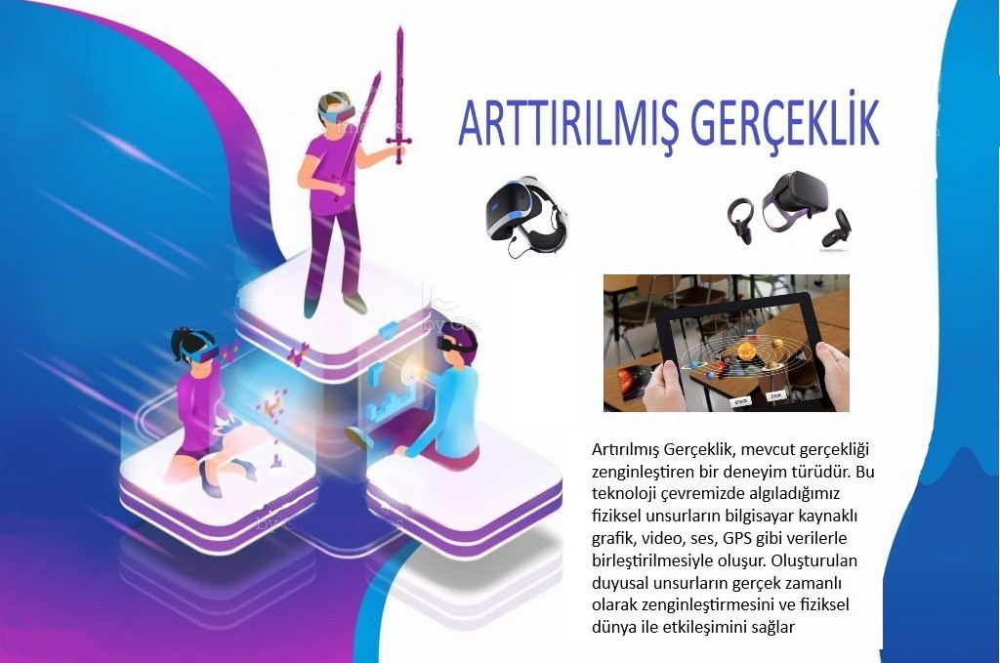 ARTTIRILMIŞ GERÇEKLİK
Artırılmış Gerçeklik, mevcut gerçekliği
zenginleştiren bir deneyim türüdür. Bu
teknoloji çevremizde algıladığımız
fiziksel unsurların bilgisayar kaynaklı
grafik, video, ses, GPS gibi verilerle
birleştirilmesiyle oluşur. Oluşturulan
duyusal unsurların gerçek zamanlı
olarak zenginleştirmesini ve fiziksel
dünya ile etkileşimini sağlar